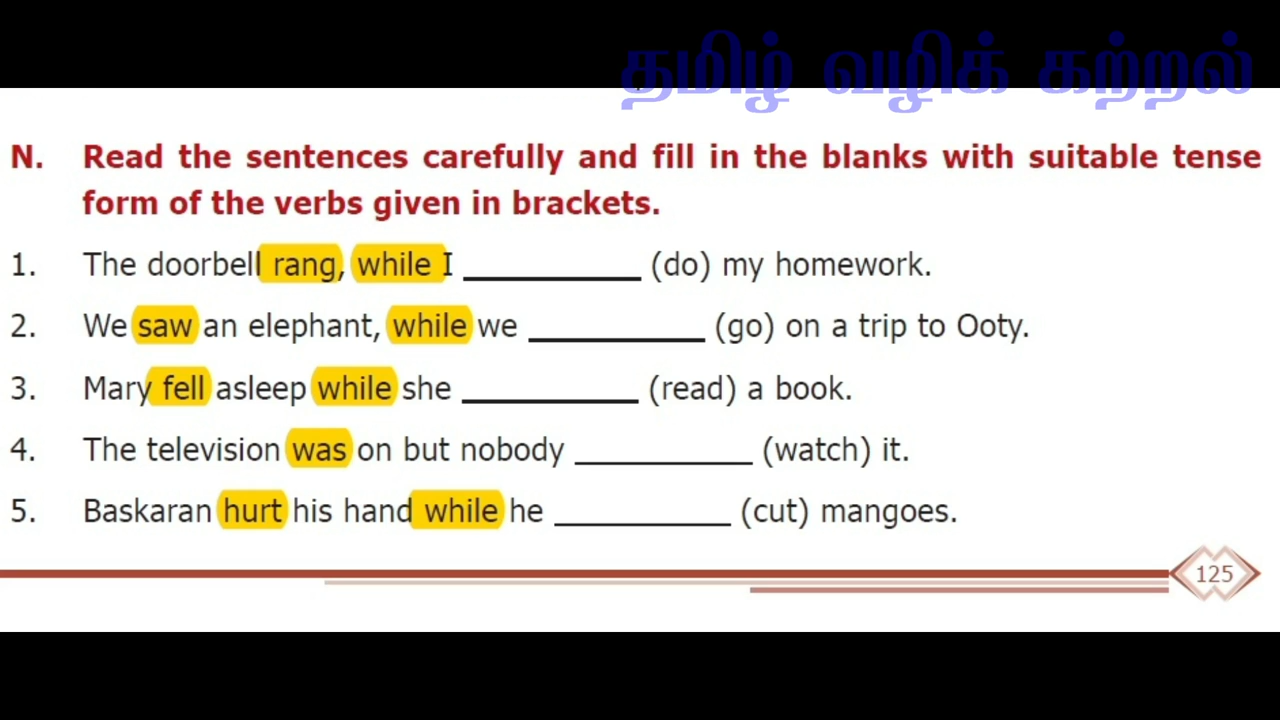 தமிழ் வழிக் கற்றல்
N. Read the sentences carefully and fill in the blanks with suitable tense
form of the verbs given in brackets.
1. The doorbell rang, while I ___________ (do) my homework.
2. We saw an elephant, while we ___________ (go) on a trip to Ooty.
3. Mary fell asleep while she ___________ (read) a book.
4. The television was on but nobody ___________ (watch) it.
5. Baskaran hurt his hand while he ___________ (cut) mangoes.
125